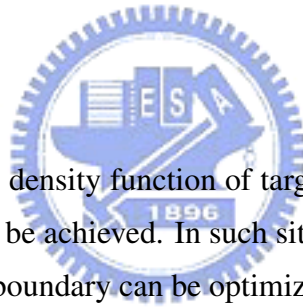 ES
A
density function of targ
1896
be achieved. In such sit
boundary can be optimiz